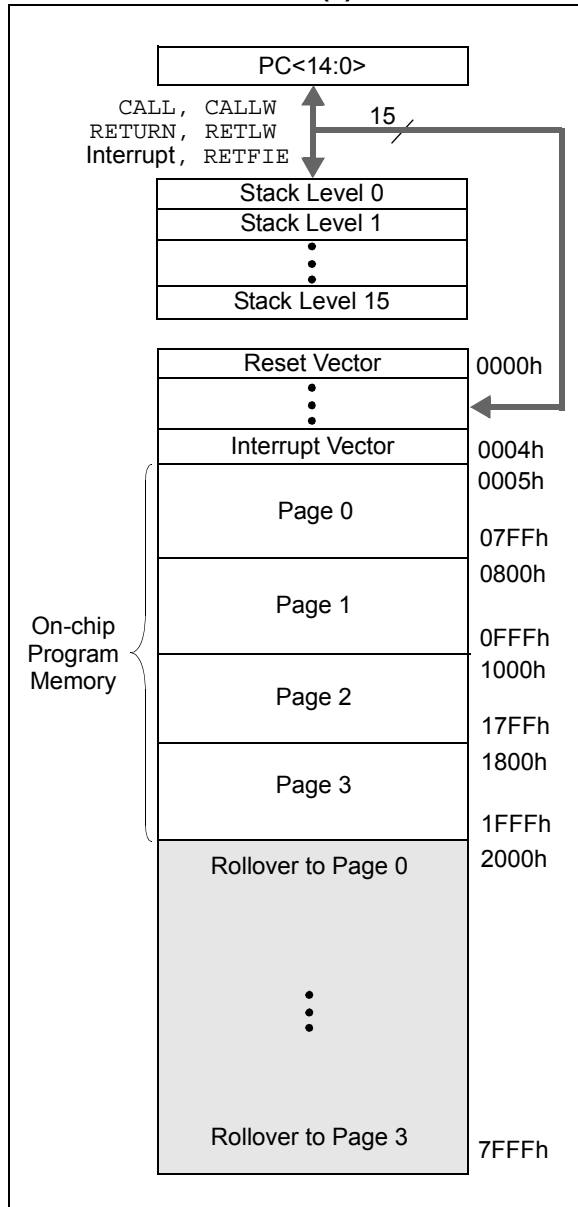 PC<14:0>
CALL, CALLW
RETURN, RETLW
Interrupt, RETFIE
15
Stack Level 0
Stack Level 1
Stack Level 15
Reset Vector
0000h
Interrupt Vector
0004h
0005h
Page 0
07FFh
0800h
Page 1
0FFFh
On-chip
Program
Memory
1000h
Page 2
17FFh
1800h
Page 3
1FFFh
2000h
Rollover to Page 0
Rollover to Page 3
7FFFh